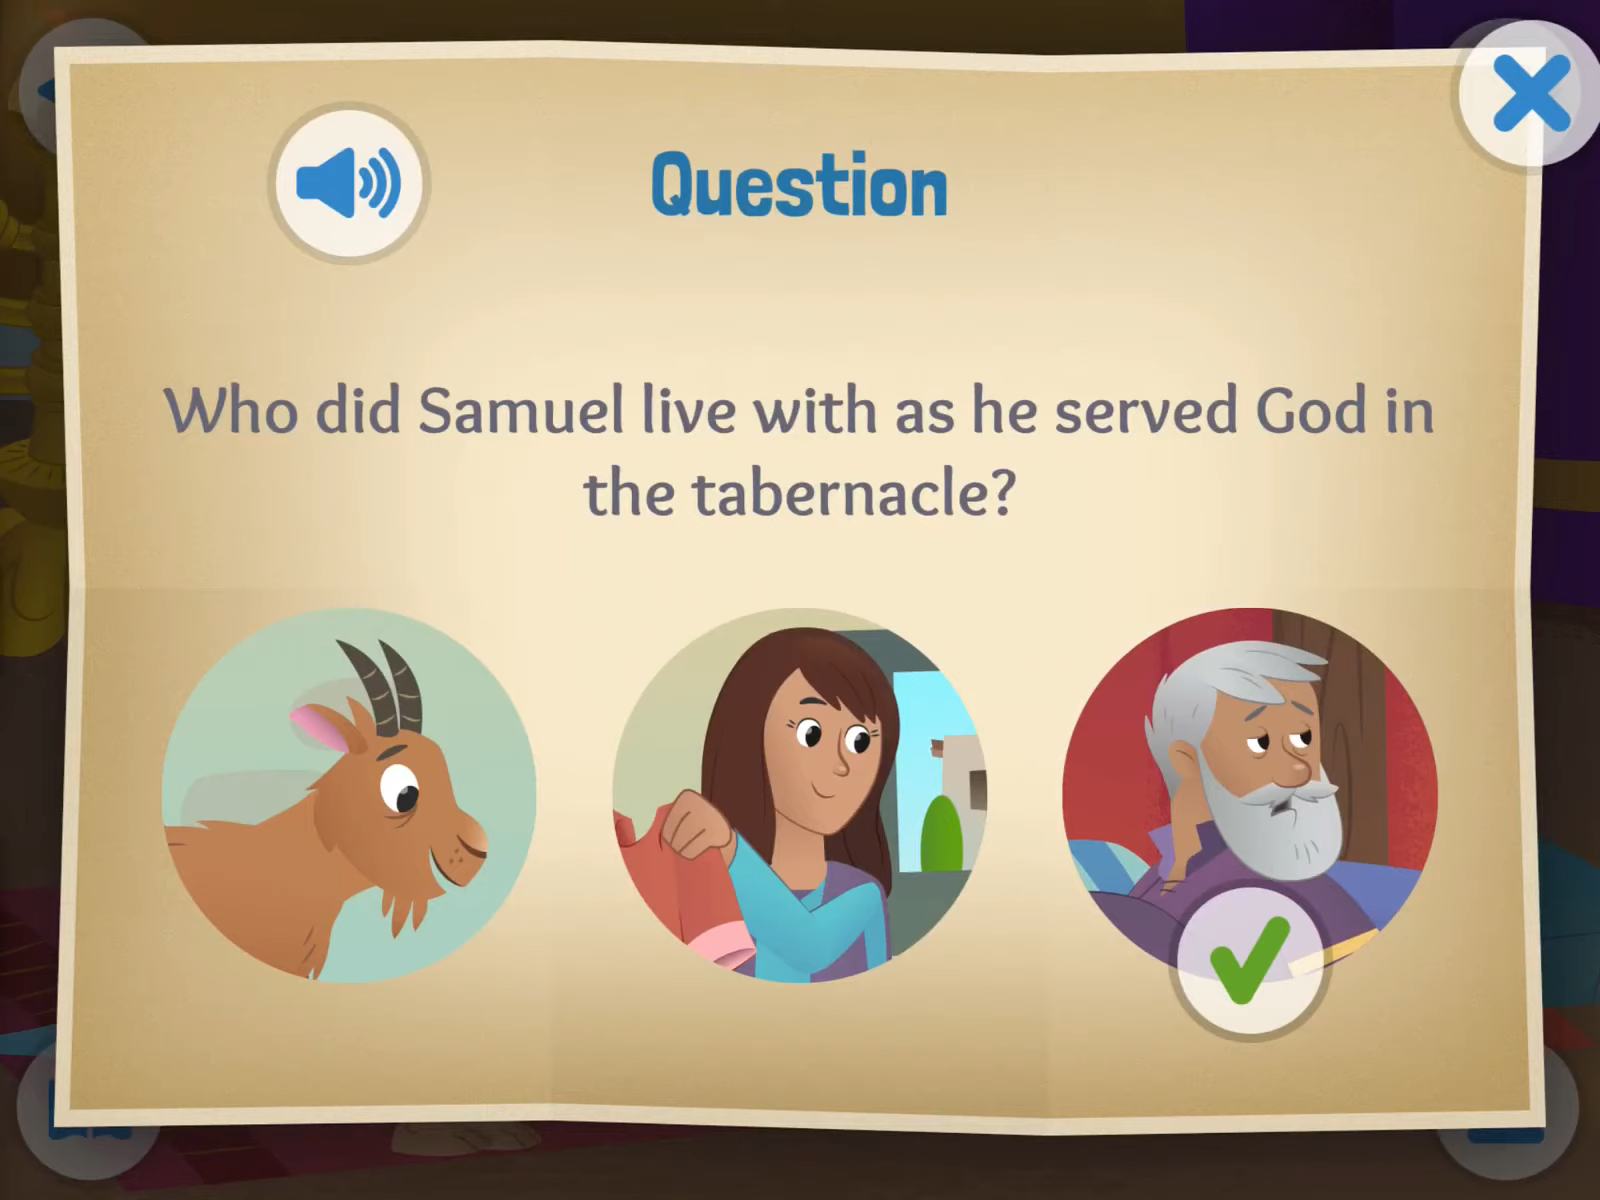 Question
Who did Samuel live with as he served God in
the tabernacle?